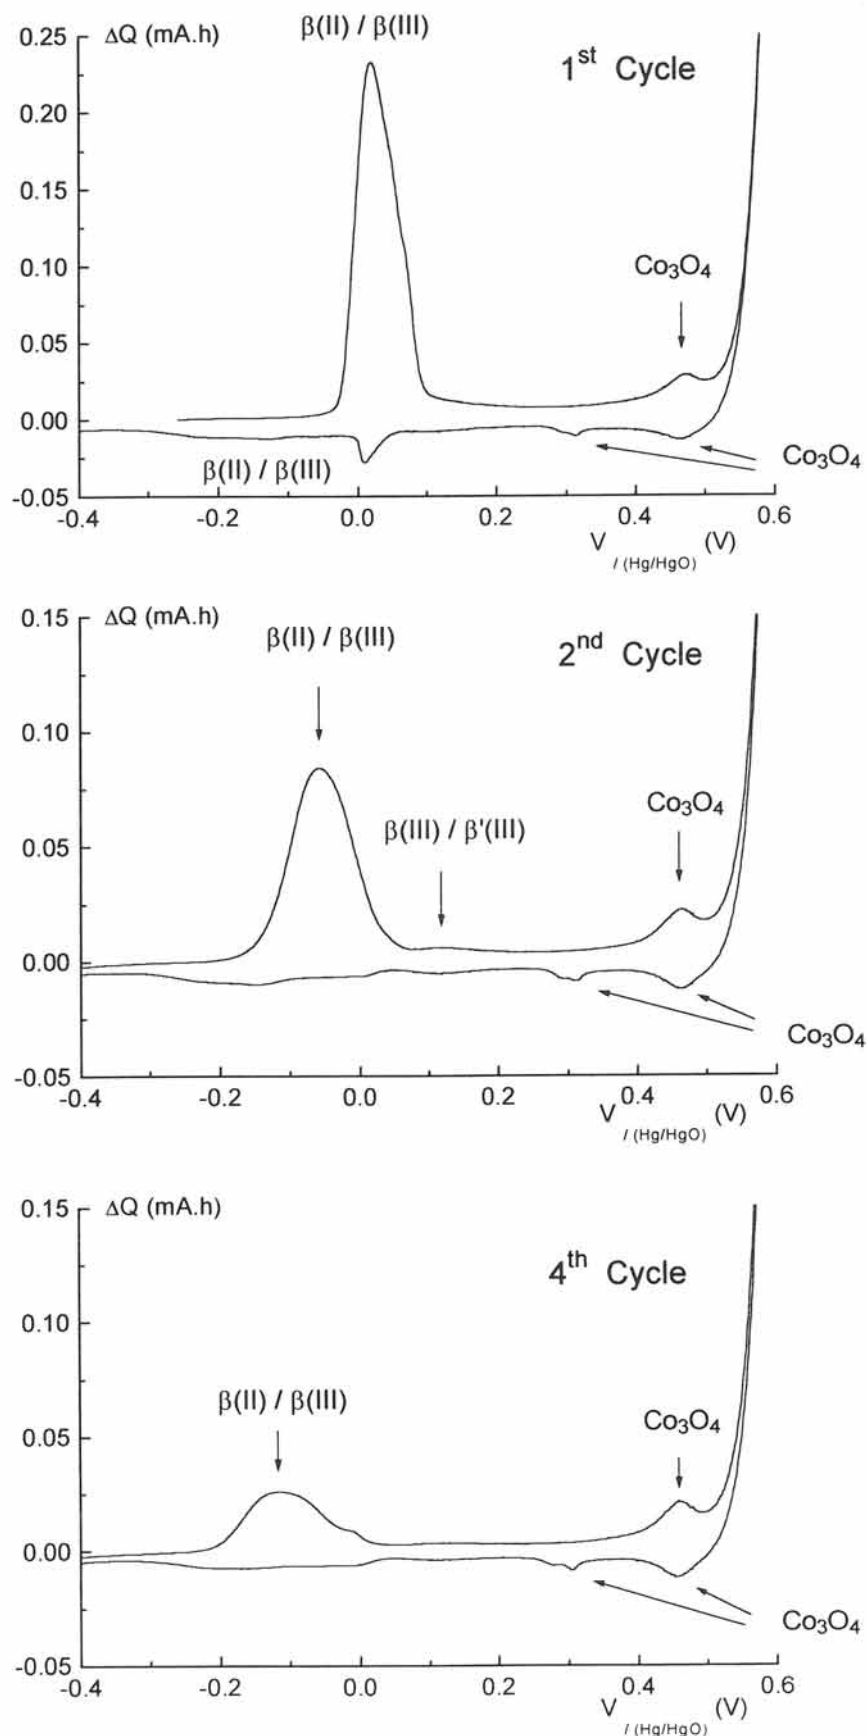 β(II) / β(III)
ΔQ (mA.h)
1st Cycle
0.25
0.20
0.15
0.10
0.05
0.00
-0.05
Co3O4
β(II) / β(III)
Co3O4
-0.4 -0.2 0.0 0.2 0.4 0.6
V / (Hg/HgO) (V)
ΔQ (mA.h)
β(II) / β(III)
2nd Cycle
0.15
0.10
0.05
0.00
-0.05
β(III) / β'(III)
Co3O4
Co3O4
-0.4 -0.2 0.0 0.2 0.4 0.6
V / (Hg/HgO) (V)
ΔQ (mA.h)
4th Cycle
0.15
0.10
0.05
0.00
-0.05
β(II) / β(III)
Co3O4
Co3O4
-0.4 -0.2 0.0 0.2 0.4 0.6
V / (Hg/HgO) (V)